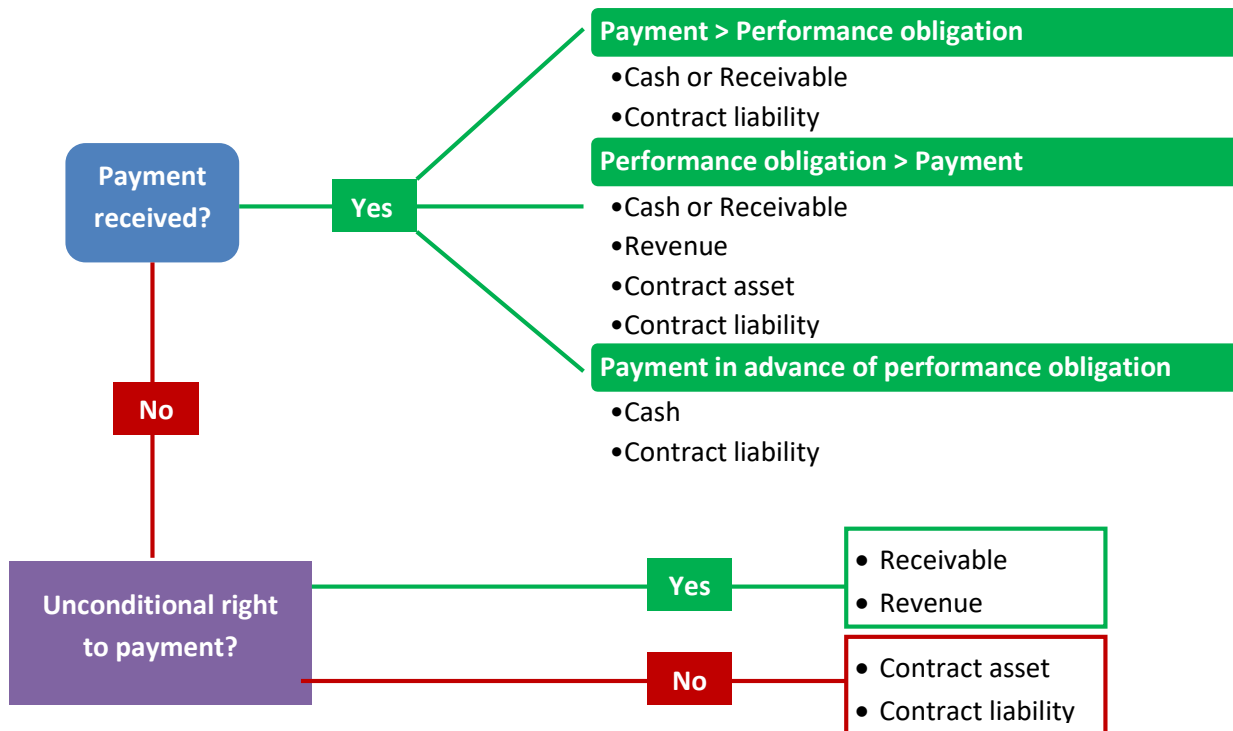 Payment > Performance obligation
•Cash or Receivable
•Contract liability
Payment
received?
Yes
Performance obligation > Payment
•Cash or Receivable
•Revenue
•Contract asset
•Contract liability
Payment in advance of performance obligation
•Cash
•Contract liability
No
Unconditional right
to payment?
Yes
• Receivable
• Revenue
No
• Contract asset
• Contract liability